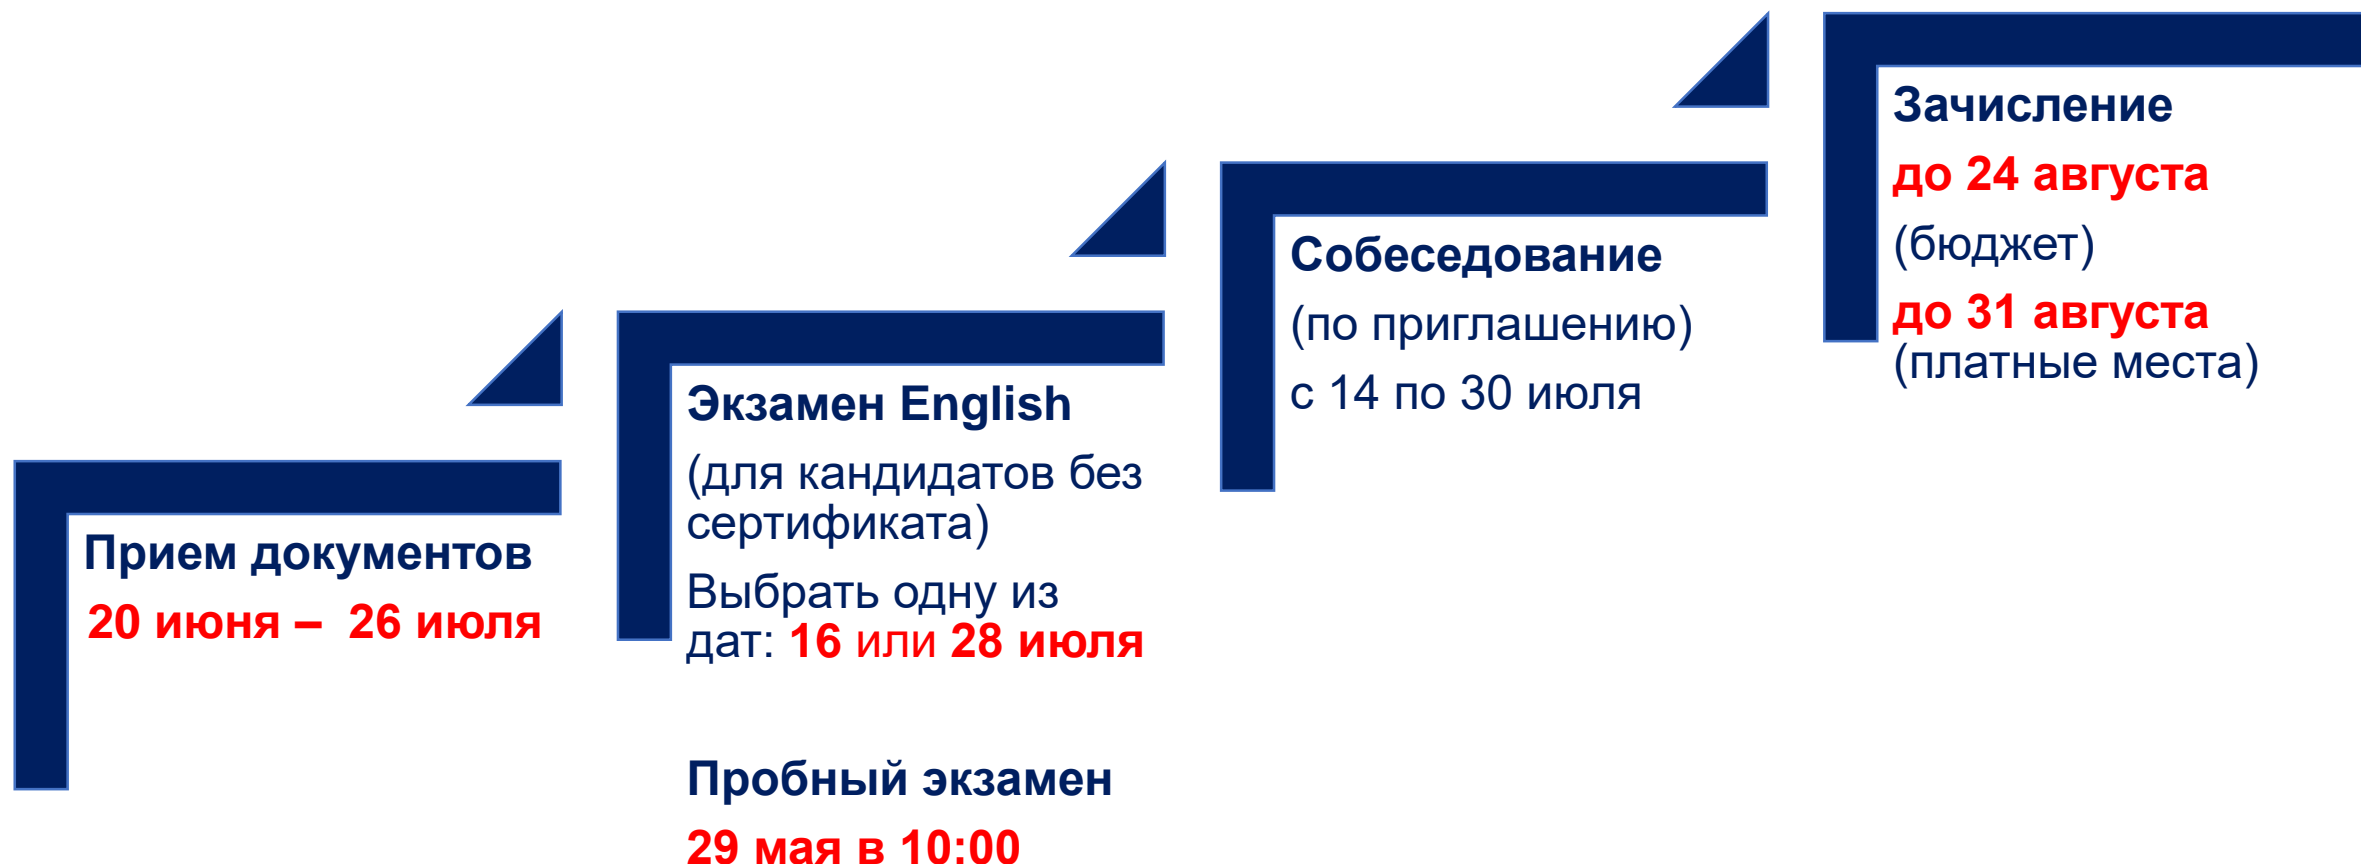 Прием документов
20 июня – 26 июля
Экзамен English
(для кандидатов без
сертификата)
Выбрать одну из
дат: 16 или 28 июля
Пробный экзамен
29 мая в 10:00
Собеседование
(по приглашению)
с 14 по 30 июля
Зачисление
до 24 августа
(бюджет)
до 31 августа
(платные места)